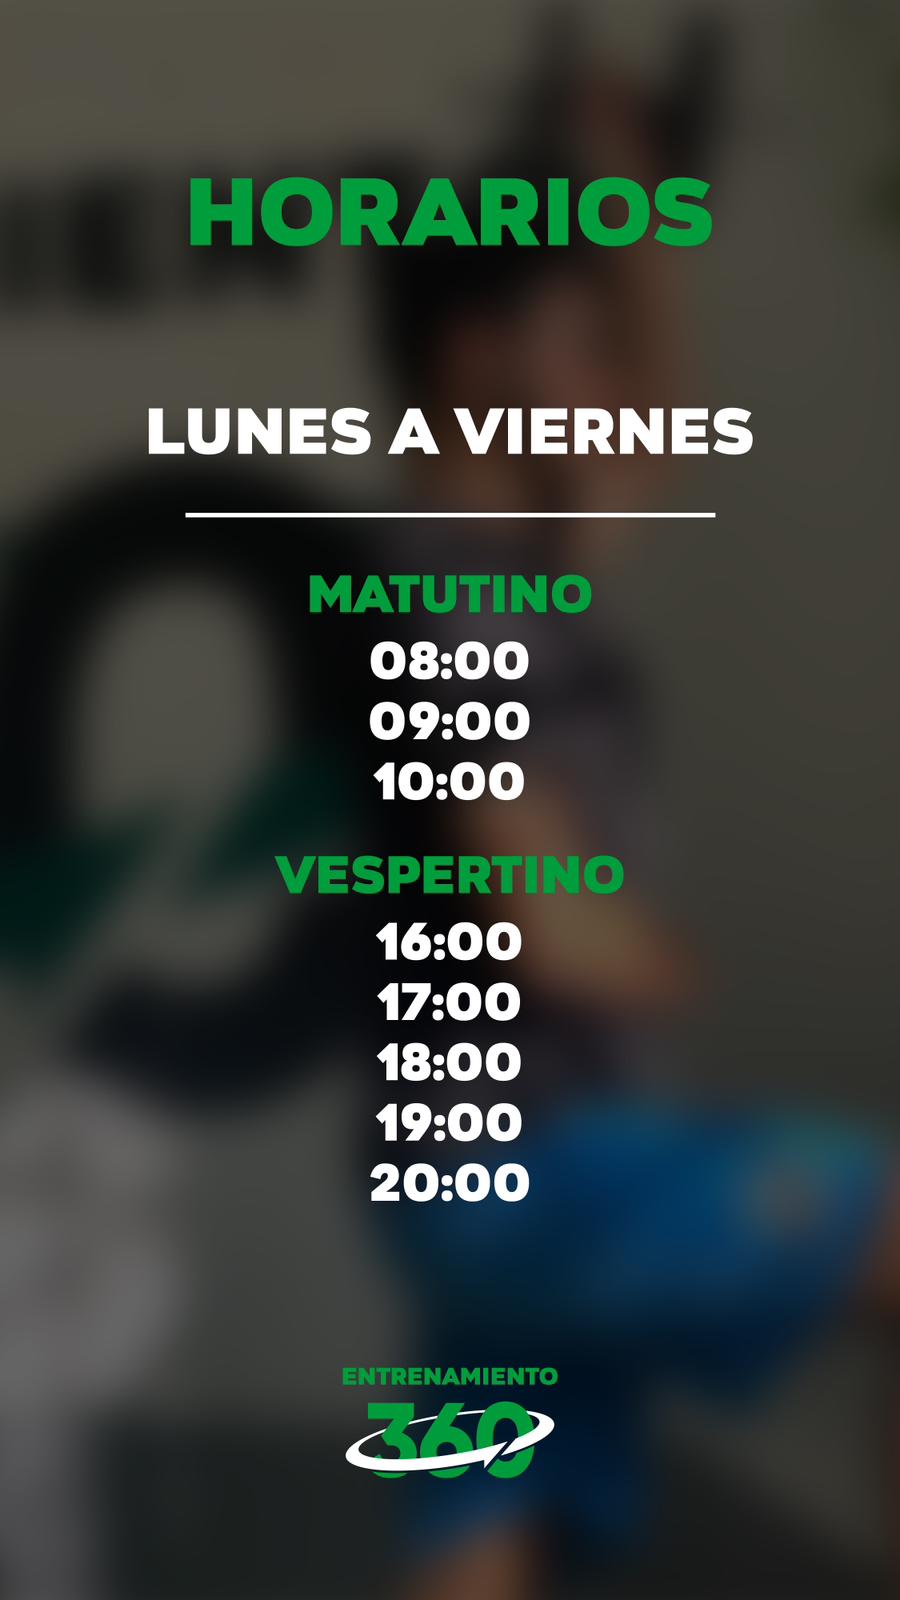 HORARIOS
LUNES A VIERNES
MATUTINO
08:00
09:00
10:00
VESPERTINO
16:00
17:00
18:00
19:00
20:00
ENTRENAMIENTO
360